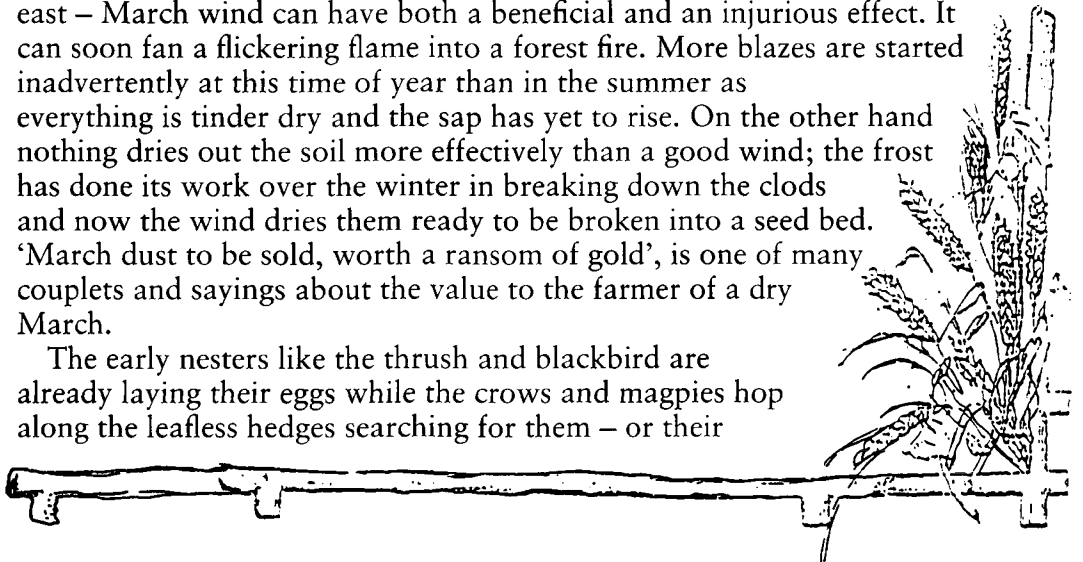 east – March wind can have both a beneficial and an injurious effect. It
can soon fan a flickering flame into a forest fire. More blazes are started
inadvertently at this time of year than in the summer as
everything is tinder dry and the sap has yet to rise. On the other hand
nothing dries out the soil more effectively than a good wind; the frost
has done its work over the winter in breaking down the clods
and now the wind dries them ready to be broken into a seed bed.
‘March dust to be sold, worth a ransom of gold’, is one of many
couplets and sayings about the value to the farmer of a dry
March.
The early nesters like the thrush and blackbird are
already laying their eggs while the crows and magpies hop
along the leafless hedges searching for them – or their